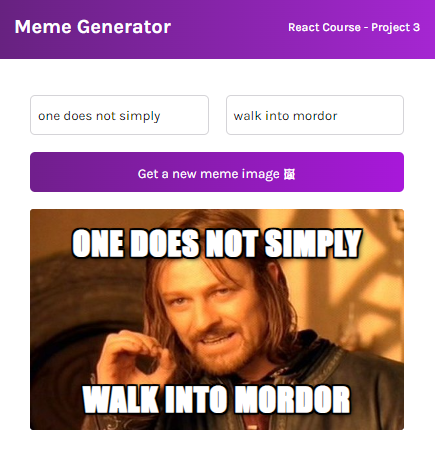 Meme Generator
React Course - Project 3
one does not simply
walk into mordor
Get a new meme image 🖼
ONE DOES NOT SIMPLY
WALK INTO MORDOR